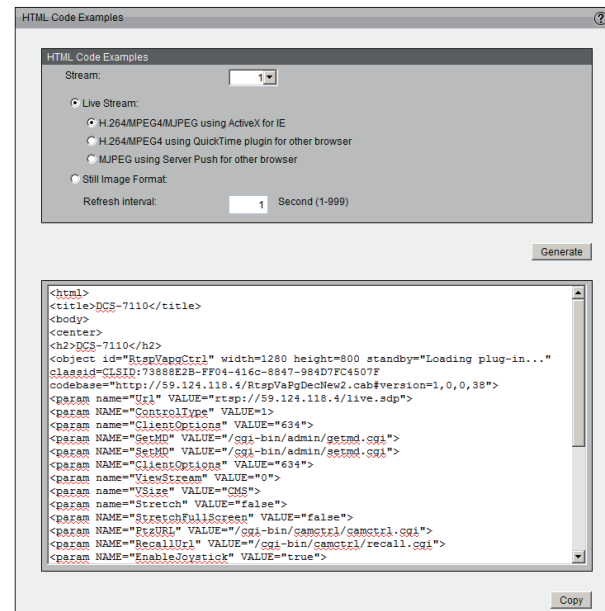 HTML Code Examples ?
HTML Code Examples
Stream: 1
Live Stream:
H.264/MPEG4/MJPEG using ActiveX for IE
H.264/MPEG4 using QuickTime plugin for other browser
MJPEG using Server Push for other browser
Still Image Format:
Refresh interval: 1 Second (1-999)
Generate
<html>
<title>DCS-7110</title>
<body>
<center>
<h2>DCS-7110</h2>
<object id="RtspVapgCtrl" width=1280 height=800 standby="Loading plug-in..."
classid=CLSID:73888E2B-FF04-416c-8847-984D7FC4507F
codebase="http://59.124.118.4/RtspVaPgDecNew2.cab#version=1,0,0,38">
<param name="Url" VALUE="rtsp://59.124.118.4/live.sdp">
<param NAME="ControlType" VALUE=1>
<param name="ClientOptions" VALUE="634">
<param NAME="GetMD" VALUE="/cgi-bin/admin/getmd.cgi">
<param NAME="SetMD" VALUE="/cgi-bin/admin/setmd.cgi">
<param NAME="ClientOptions" VALUE="634">
<param name="ViewStream" VALUE="0">
<param name="VSize" VALUE="CMS">
<param name="Stretch" VALUE="false">
<param NAME="StretchFullScreen" VALUE="false">
<param NAME="PtzURL" VALUE="/cgi-bin/camctrl/camctrl.cgi">
<param NAME="RecallUrl" VALUE="/cgi-bin/camctrl/recall.cgi">
<param NAME="EnableJoystick" VALUE="true">
Copy